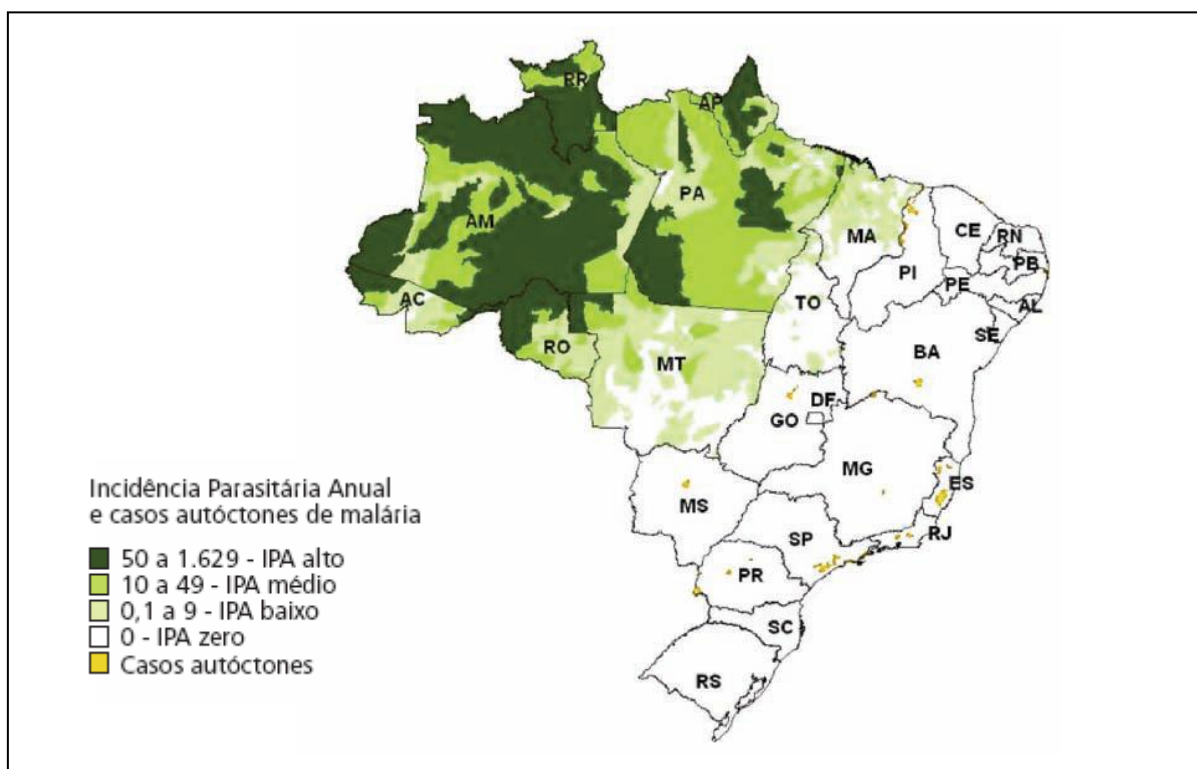 RR
AP
AM
PA
MA
CE
RN
PB
PI
PE
AL
AC
TO
SE
RO
MT
BA
DF
GO
MG
ES
MS
SP
RJ
PR
SC
RS
Incidência Parasitária Anual
e casos autóctones de malária
50 a 1.629 - IPA alto
10 a 49 - IPA médio
0,1 a 9 - IPA baixo
0 - IPA zero
Casos autóctones